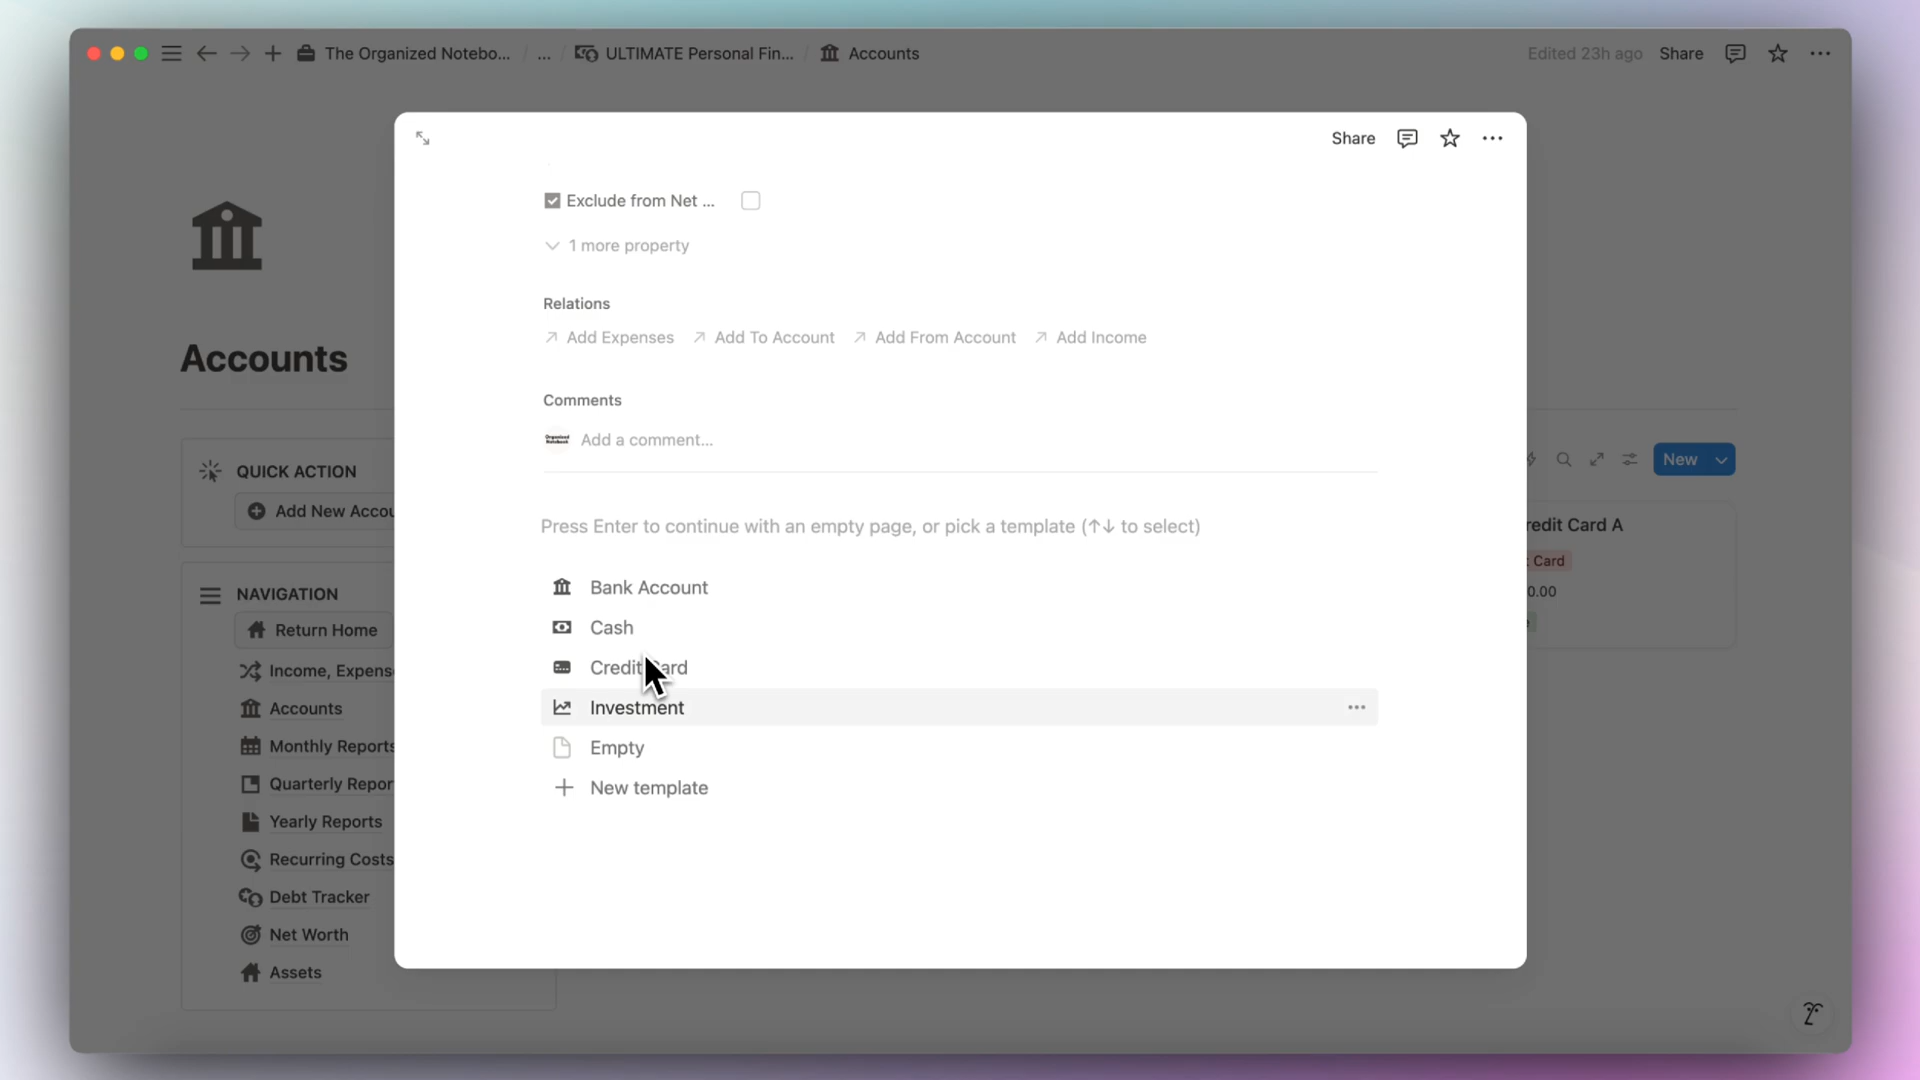 The Organized Notebo... / ... / ULTIMATE Personal Fin... / Accounts
Edited 23h ago Share
Share
Exclude from Net ...
1 more property
Relations
Add Expenses Add To Account Add From Account Add Income
Comments
Add a comment...
Press Enter to continue with an empty page, or pick a template (↑↓ to select)
Bank Account
Cash
Credit Card
Investment
Empty
New template
Accounts
QUICK ACTION
Add New Accou
NAVIGATION
Return Home
Income, Expens
Accounts
Monthly Reports
Quarterly Repor
Yearly Reports
Recurring Costs
Debt Tracker
Net Worth
Assets
New
redit Card A
Card
0.00